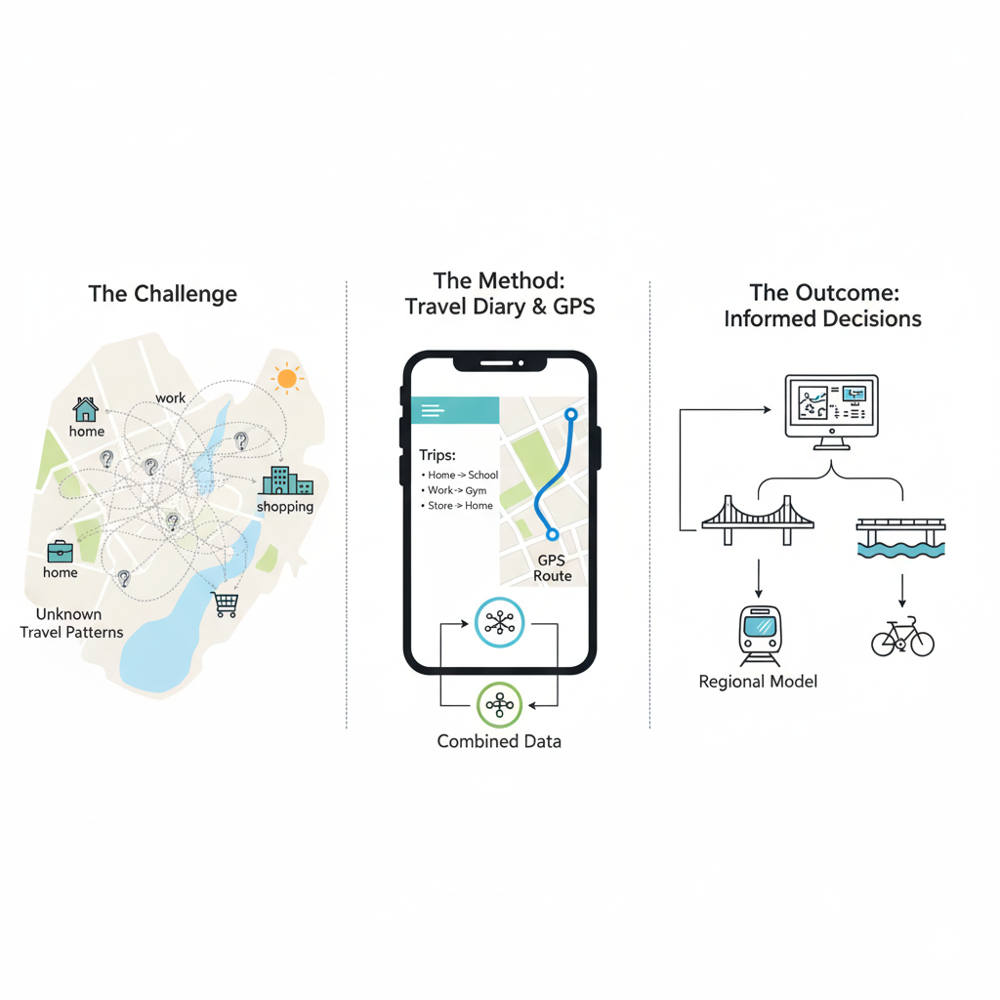 The Challenge
work
home
shopping
home
Unknown
Travel Patterns
The Method:
Travel Diary & GPS
Trips:
• Home -> School
• Work -> Gym
• Store -> Home
GPS
Route
Combined Data
The Outcome:
Informed Decisions
Regional Model